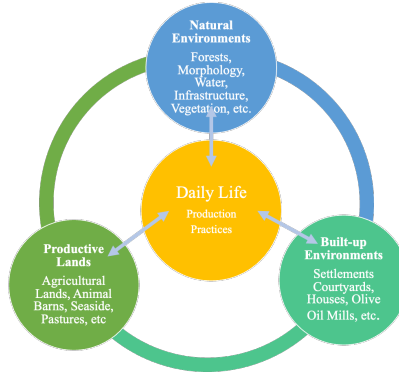 Natural
Environments
Forests,
Morphology,
Water,
Infrastructure,
Vegetation, etc.
Daily Life
Production
Practices
Productive
Lands
Agricultural
Lands, Animal
Barns, Seaside,
Pastures, etc
Built-up
Environments
Settlements
Courtyards,
Houses, Olive
Oil Mills, etc.